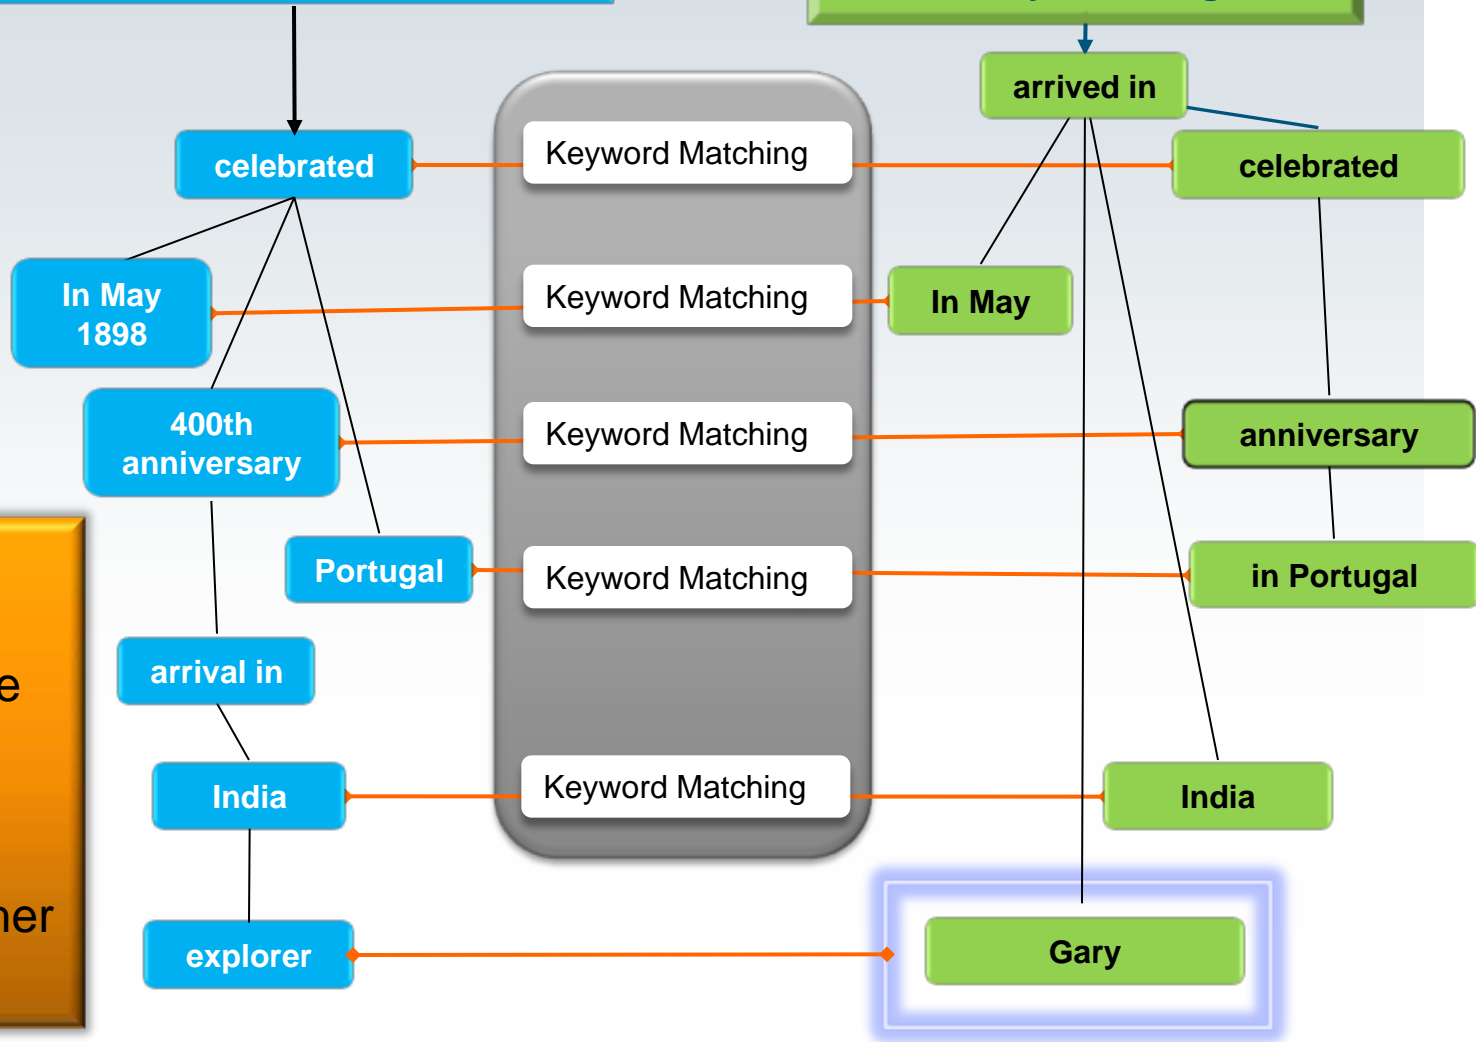 arrived in
celebrated
Keyword Matching
celebrated
In May
1898
Keyword Matching
In May
400th
anniversary
Keyword Matching
anniversary
Portugal
Keyword Matching
in Portugal
arrival in
India
Keyword Matching
India
explorer
Gary